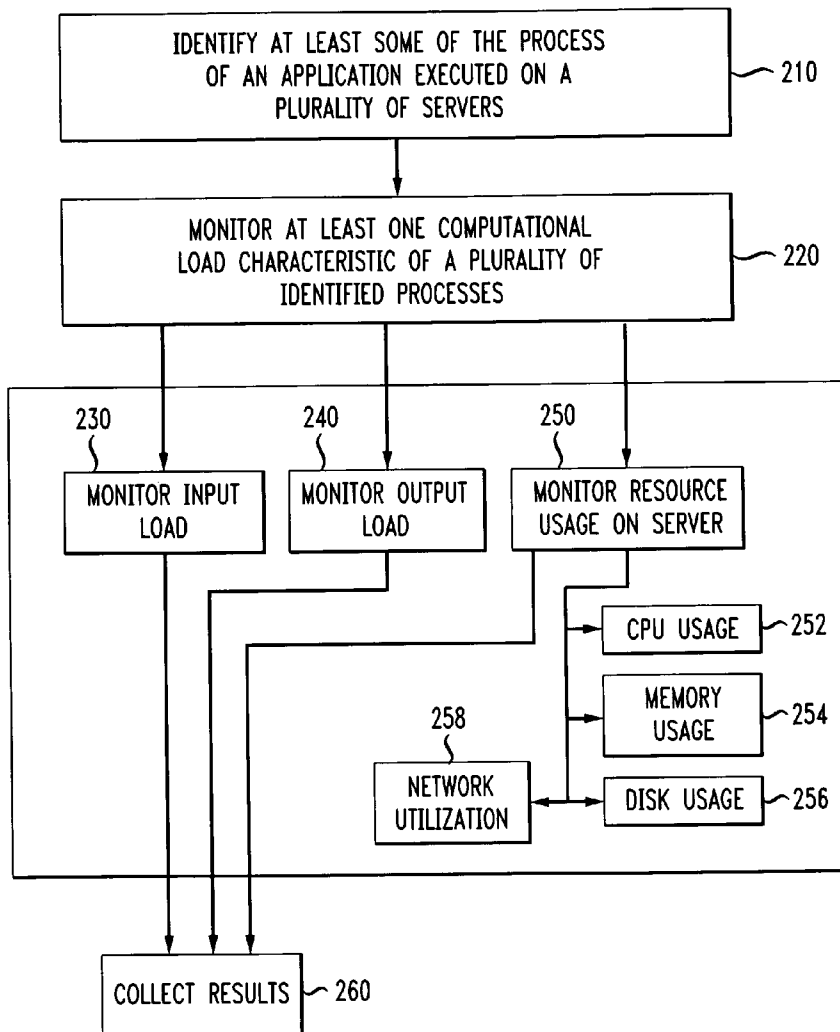 IDENTIFY AT LEAST SOME OF THE PROCESS
OF AN APPLICATION EXECUTED ON A
PLURALITY OF SERVERS
210
MONITOR AT LEAST ONE COMPUTATIONAL
LOAD CHARACTERISTIC OF A PLURALITY OF
IDENTIFIED PROCESSES
220
230
MONITOR INPUT
LOAD
240
MONITOR OUTPUT
LOAD
250
MONITOR RESOURCE
USAGE ON SERVER
CPU USAGE
252
MEMORY
USAGE
254
258
NETWORK
UTILIZATION
DISK USAGE
256
COLLECT RESULTS
260